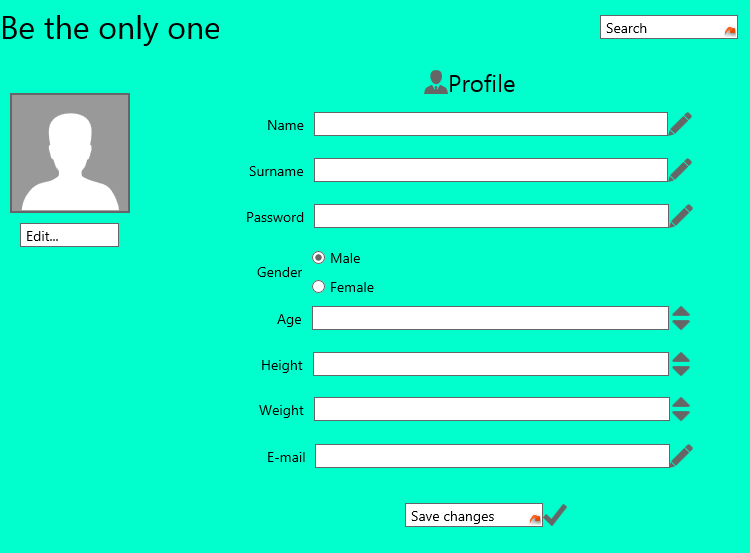 Be the only one
Search
Profile
Name
Surname
Password
Edit...
Gender
Male
Female
Age
Height
Weight
E-mail
Save changes